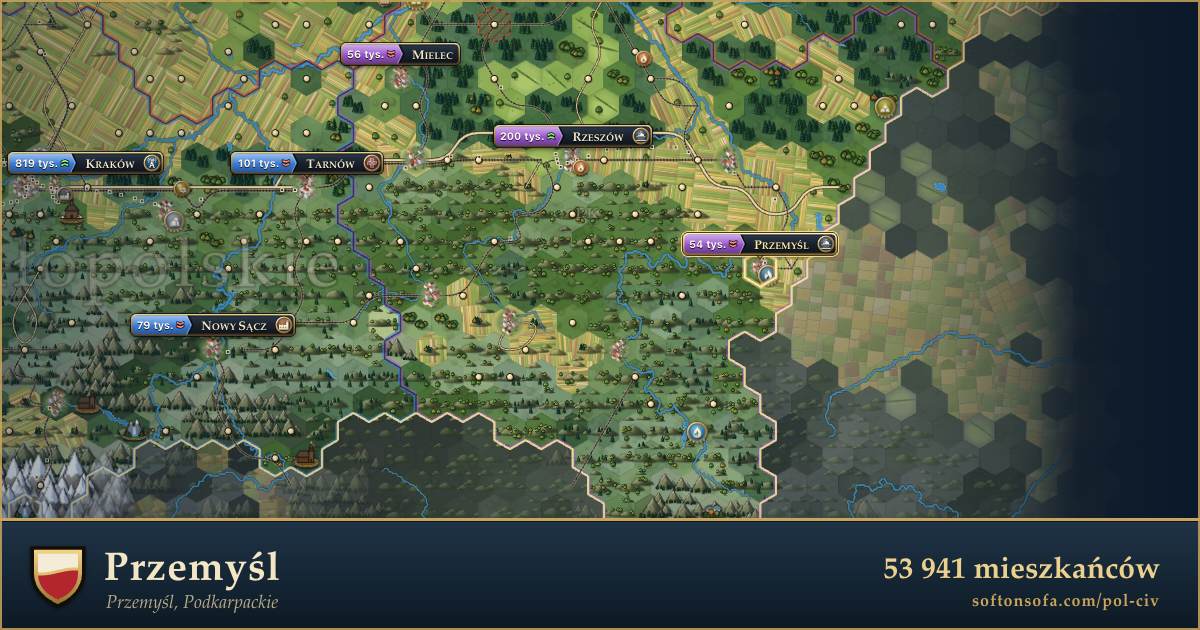 56 tys. Mielec
200 tys. Rzeszów
819 tys. Kraków
101 tys. Tarnów
54 tys. Przemyśl
lopolskie
79 tys. Nowy Sącz
Przemyśl
53 941 mieszkańców
Przemyśl, Podkarpackie
softonsofa.com/pol-civ